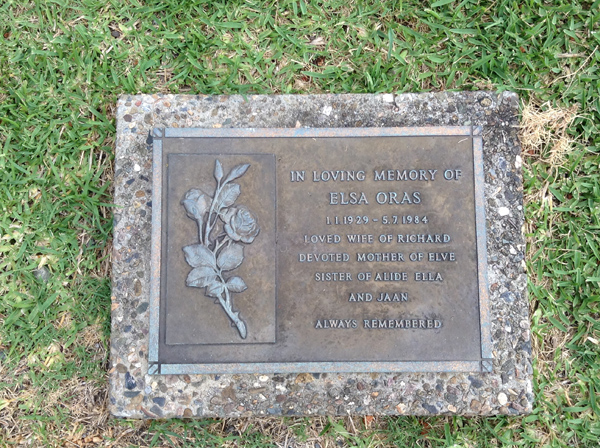 IN LOVING MEMORY OF
ELSA ORAS
1.1.1929 - 5.7.1984
LOVED WIFE OF RICHARD
DEVOTED MOTHER OF ELVE
SISTER OF ALIDE ELLA
AND JAAN
ALWAYS REMEMBERED